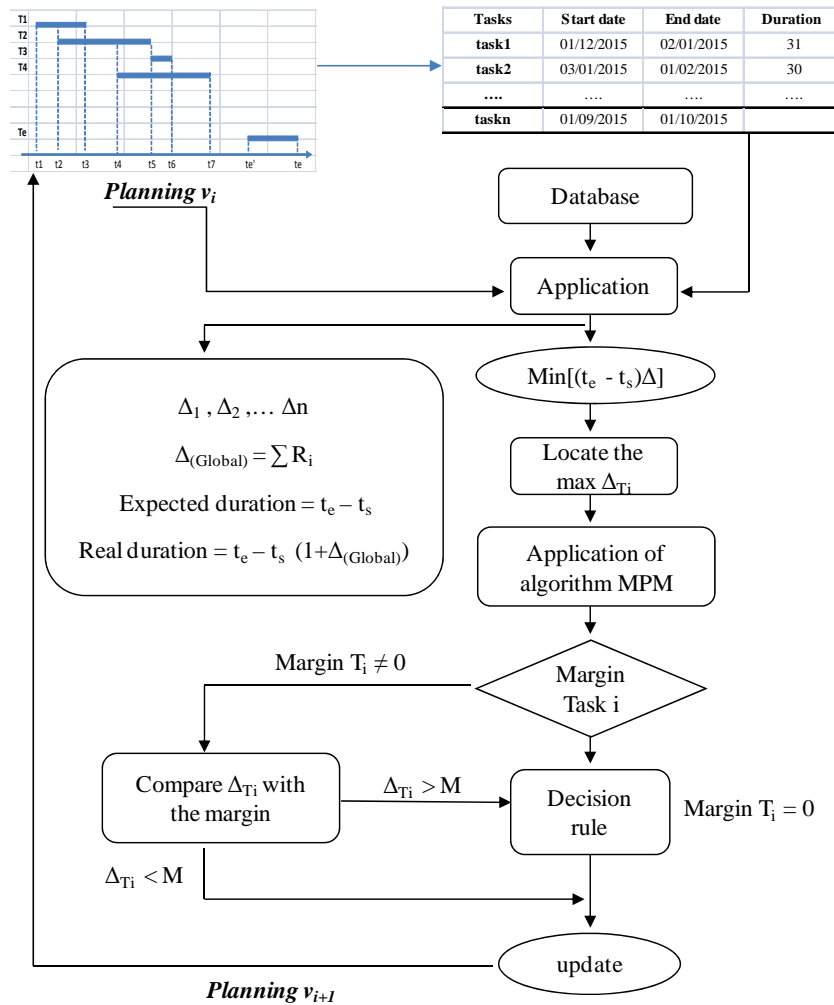 T1
T2
T3
T4
Te
t1 t2 t3 t4 t5 t6 t7 te' te
Tasks Start date End date Duration
task1 01/12/2015 02/01/2015 31
task2 03/01/2015 01/02/2015 30
…. …. …. ….
taskn 01/09/2015 01/10/2015
Planning vᵢ
Database
Application
Δ₁ , Δ₂ ,… Δn
Δ(Global) = ∑ Rᵢ
Expected duration = tₑ – tₛ
Real duration = tₑ – tₛ (1+Δ(Global))
Min[(tₑ - tₛ)Δ]
Locate the
max Δ_Ti
Application of
algorithm MPM
Margin Tᵢ ≠ 0
Margin
Task i
Compare Δ_Ti with
the margin
Δ_Ti > M
Decision
rule
Margin Tᵢ = 0
Δ_Ti < M
update
Planning vᵢ₊₁